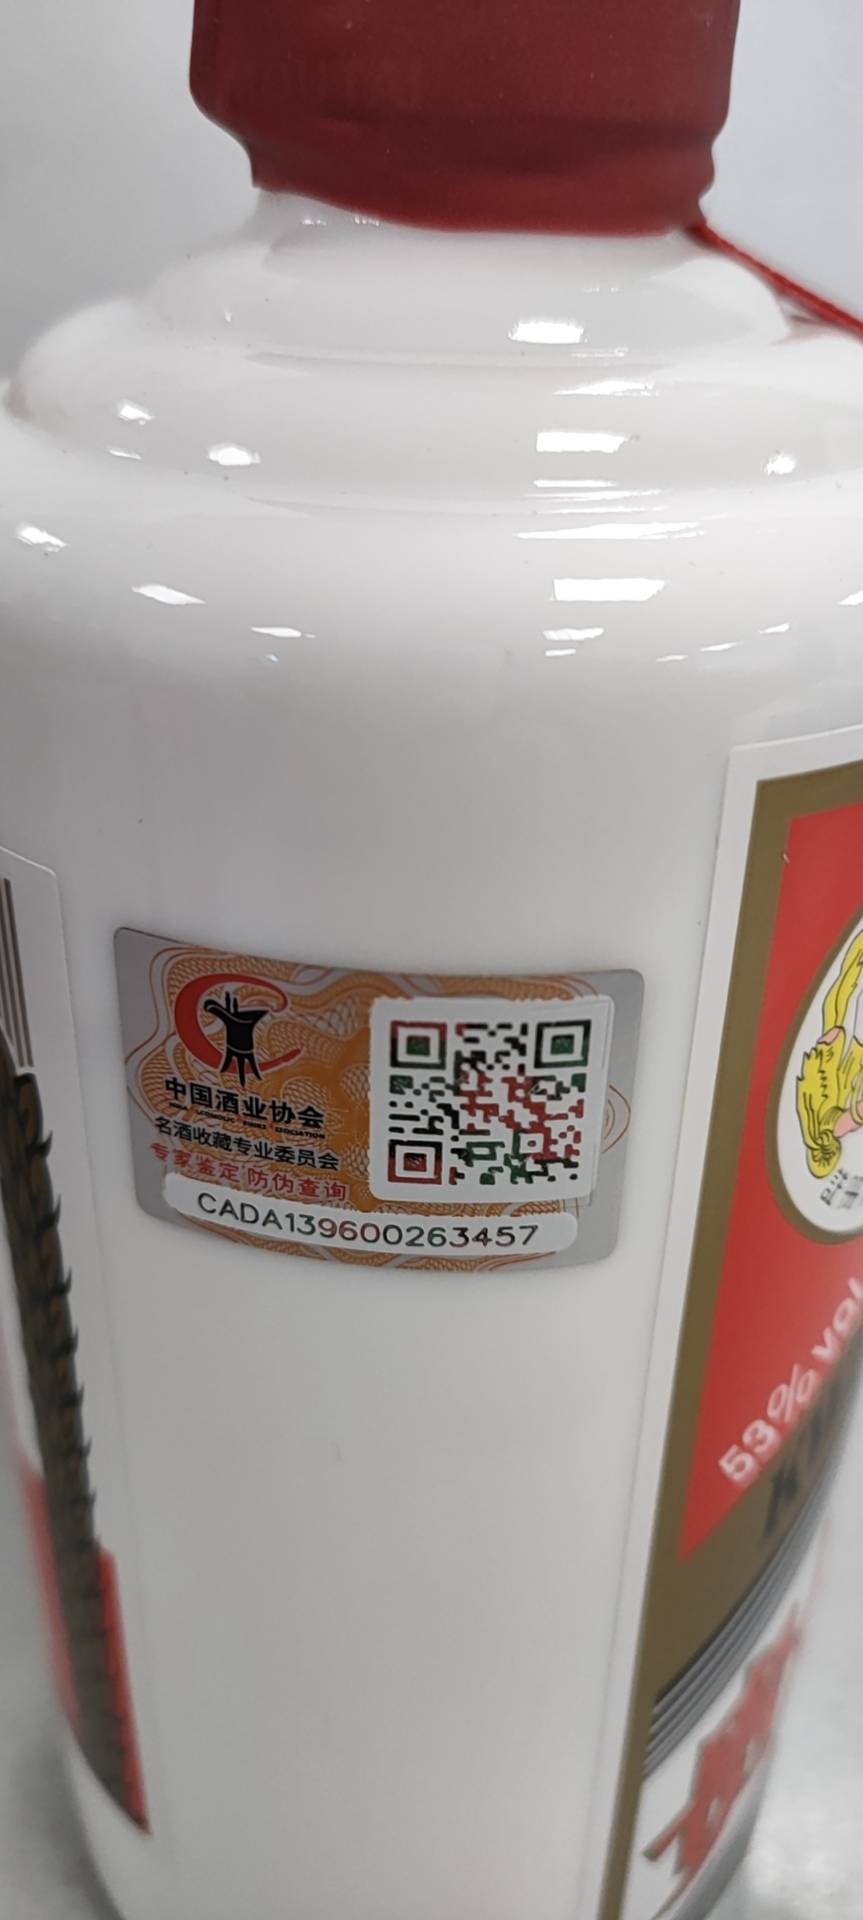 中国酒业协会
名酒收藏专业委员会
专家鉴定 防伪查询
CADA139600263457
53% vol